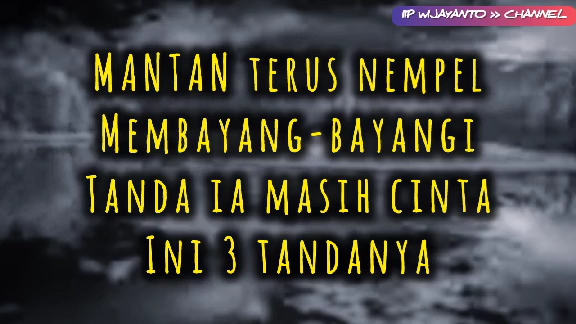 IIP WIJAYANTO >> CHANNEL
MANTAN TERUS NEMPEL
MEMBAYANG-BAYANGI
TANDA IA MASIH CINTA
INI 3 TANDANYA